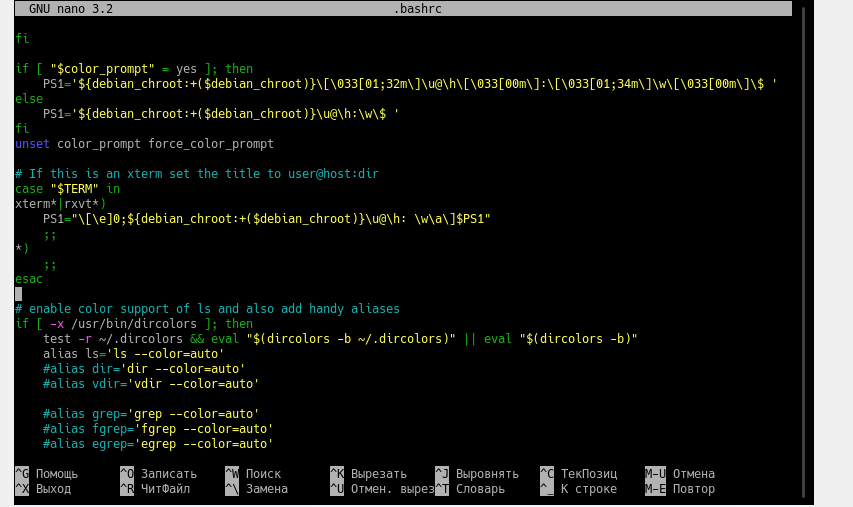 GNU nano 3.2 .bashrc
fi
if [ "$color_prompt" = yes ]; then
    PS1='${debian_chroot:+($debian_chroot)}\[\033[01;32m\]\u@\h\[\033[00m\]:\[\033[01;34m\]\w\[\033[00m\]\$ '
else
    PS1='${debian_chroot:+($debian_chroot)}\u@\h:\w\$ '
fi
unset color_prompt force_color_prompt
# If this is an xterm set the title to user@host:dir
case "$TERM" in
xterm*|rxvt*)
    PS1="\[\e]0;${debian_chroot:+($debian_chroot)}\u@\h: \w\a\]$PS1"
    ;;
*)
    ;;
esac
# enable color support of ls and also add handy aliases
if [ -x /usr/bin/dircolors ]; then
    test -r ~/.dircolors && eval "$(dircolors -b ~/.dircolors)" || eval "$(dircolors -b)"
    alias ls='ls --color=auto'
    #alias dir='dir --color=auto'
    #alias vdir='vdir --color=auto'
    #alias grep='grep --color=auto'
    #alias fgrep='fgrep --color=auto'
    #alias egrep='egrep --color=auto'
^G Помощь ^O Записать ^W Поиск ^K Вырезать ^J Выровнять ^C ТекПозиц M-U Отмена
^X Выход ^R ЧитФайл ^\ Замена ^U Отмен. вырез ^T Словарь ^_ К строке M-E Повтор